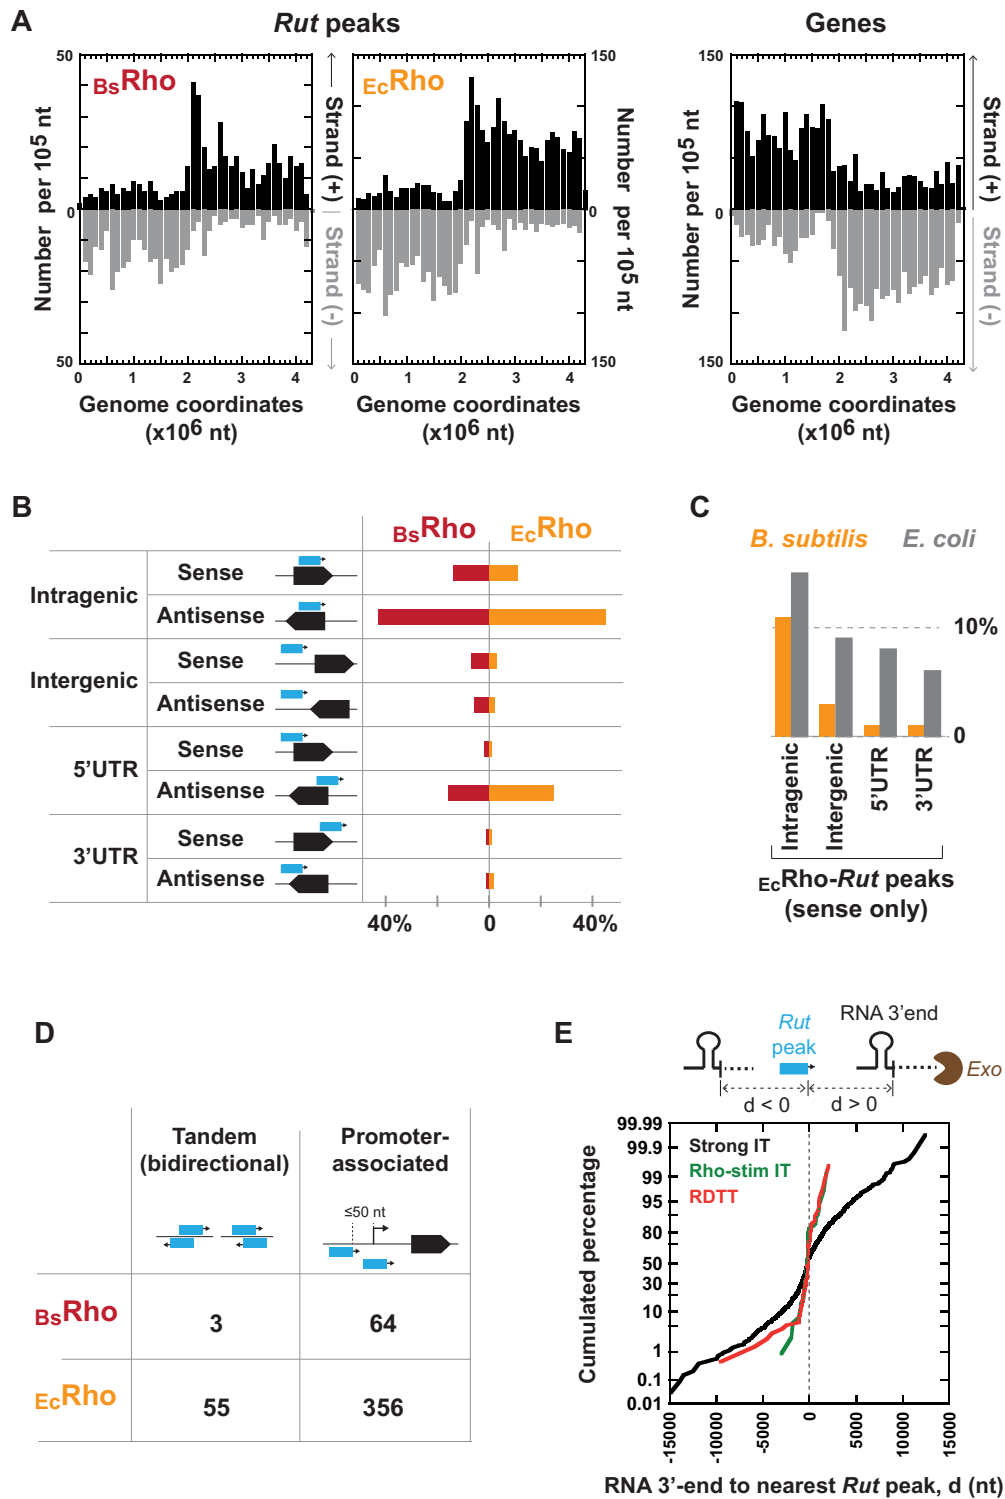 A
Rut peaks
Genes
50
BsRho
0
50
Number per 10⁵ nt
Strand (+)
Strand (-)
0 1 2 3 4
Genome coordinates
(x10⁶ nt)
EcRho
150
0
150
Number per 10⁵ nt
0 1 2 3 4
Genome coordinates
(x10⁶ nt)
150
0
150
Number per 10⁵ nt
Strand (+)
Strand (-)
0 1 2 3 4
Genome coordinates
(x10⁶ nt)
B
BsRho EcRho
Intragenic
Sense
Antisense
Intergenic
Sense
Antisense
5'UTR
Sense
Antisense
3'UTR
Sense
Antisense
40% 0 40%
C
B. subtilis E. coli
10%
0
Intragenic
Intergenic
5'UTR
3'UTR
EcRho-Rut peaks
(sense only)
D
Tandem
(bidirectional)
Promoter-
associated
≤50 nt
BsRho 3 64
EcRho 55 356
E
RNA 3'end
Rut
peak
Exo
d < 0 d > 0
Strong IT
Rho-stim IT
RDTT
Cumulated percentage
99.99
99.9
99
95
80
50
30
10
1
0.1
0.01
-15000
-10000
-5000
0
5000
10000
15000
RNA 3'-end to nearest Rut peak, d (nt)